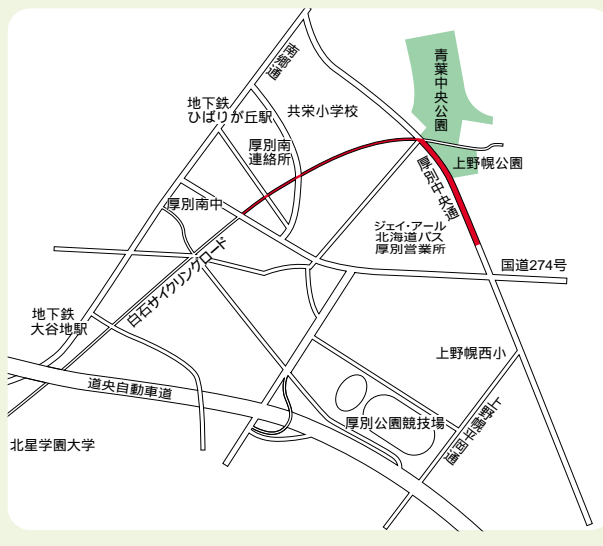 南郷通
青葉中央公園
地下鉄
ひばりが丘駅
共栄小学校
厚別南
連絡所
上野幌公園
厚別中央通
厚別南中
ジェイ・アール
北海道バス
厚別営業所
国道274号
白石サイクリングロード
地下鉄
大谷地駅
上野幌西小
道央自動車道
厚別公園競技場
上野幌平岡通
北星学園大学